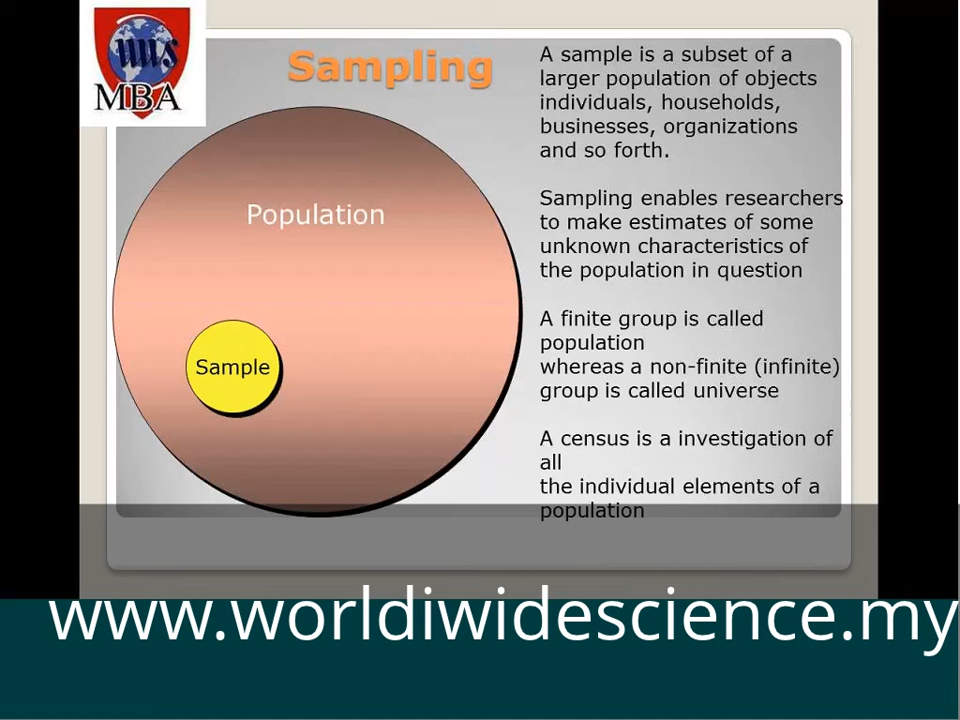 wws
MBA
Sampling
Population
Sample
A sample is a subset of a
larger population of objects
individuals, households,
businesses, organizations
and so forth.
Sampling enables researchers
to make estimates of some
unknown characteristics of
the population in question
A finite group is called
population
whereas a non-finite (infinite)
group is called universe
A census is a investigation of
all
the individual elements of a
population
www.worldiwidescience.my